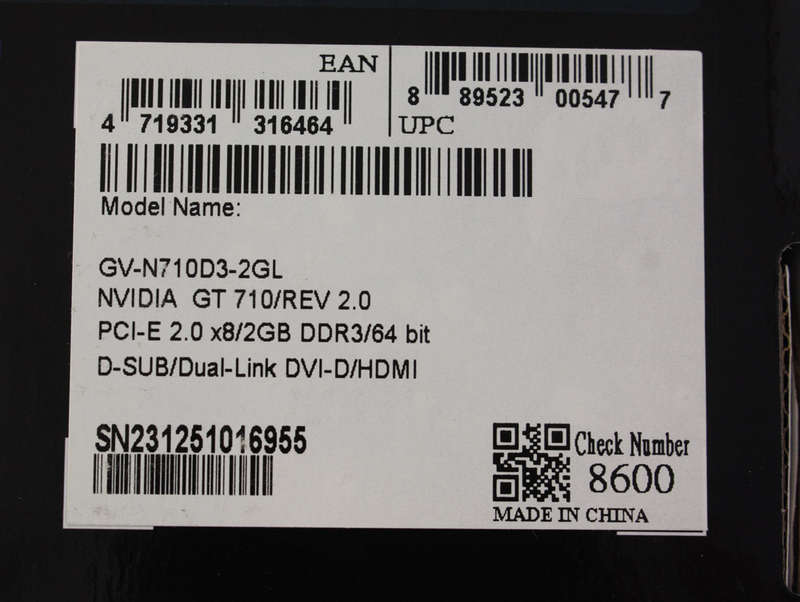 EAN
4 719331 316464
8 89523 00547 7
UPC
Model Name:
GV-N710D3-2GL
NVIDIA GT 710/REV 2.0
PCI-E 2.0 x8/2GB DDR3/64 bit
D-SUB/Dual-Link DVI-D/HDMI
SN231251016955
Check Number
8600
MADE IN CHINA